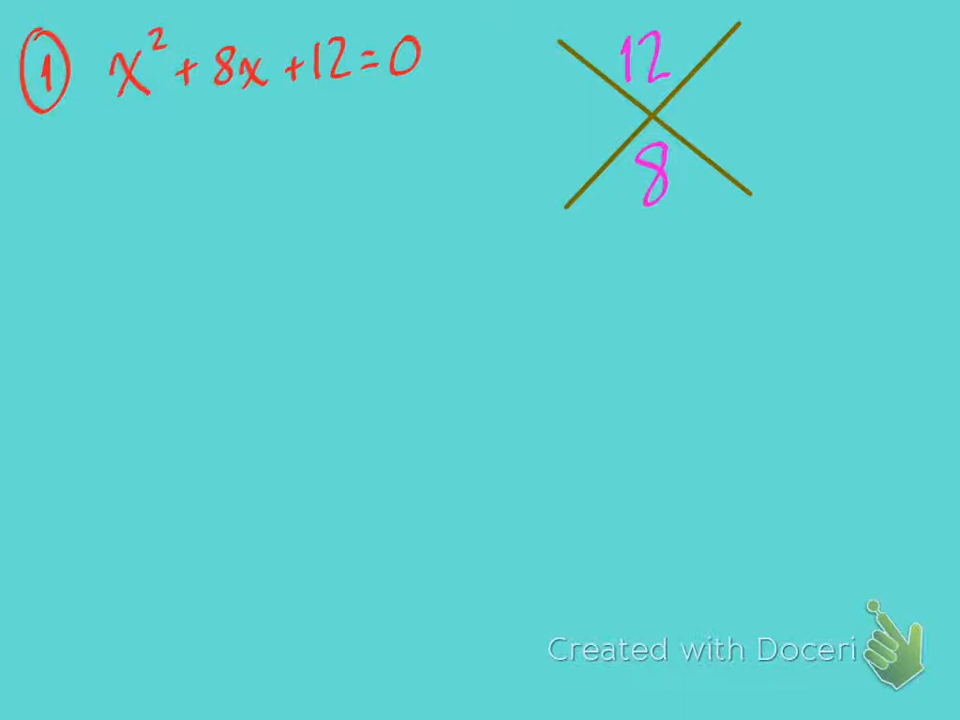 ① x² + 8x + 12 = 0
12
8
Created with Doceri